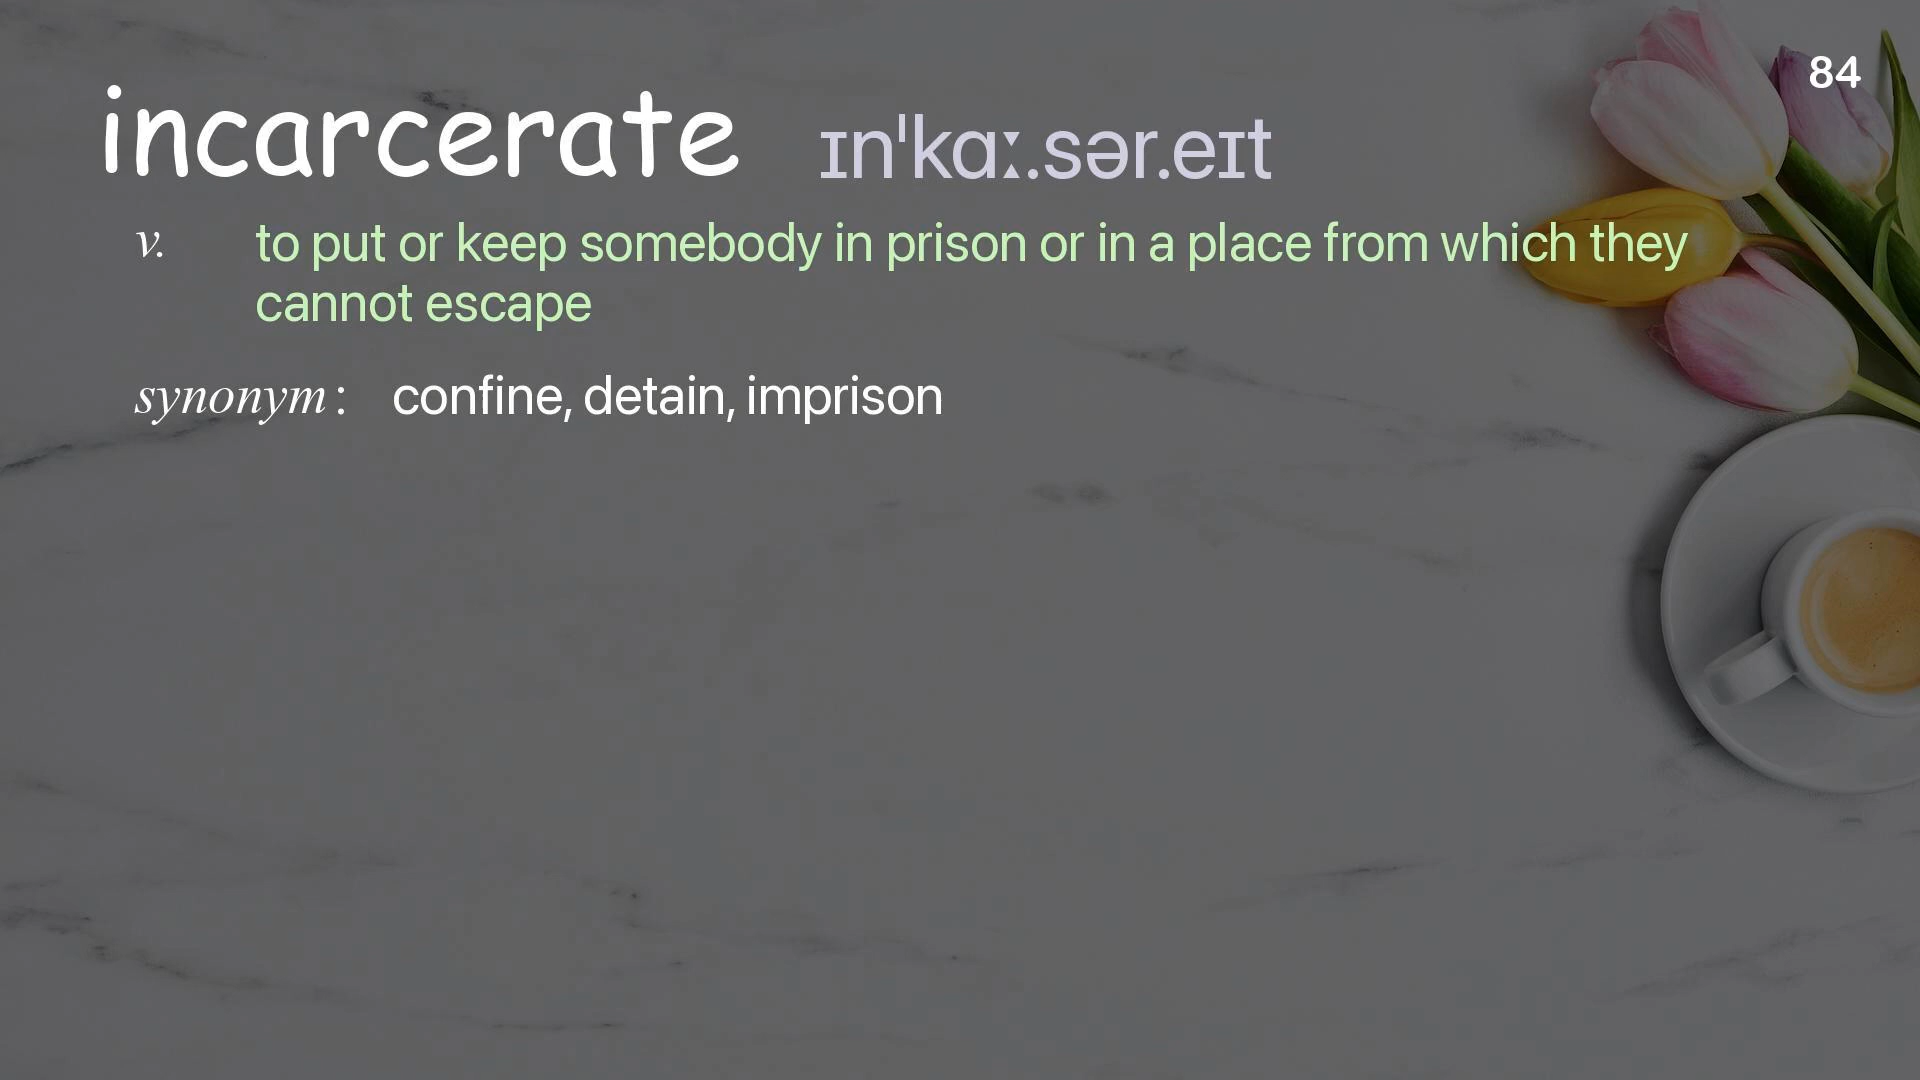 84
incarcerate ɪnˈkɑː.sər.eɪt
v. to put or keep somebody in prison or in a place from which they
cannot escape
synonym: confine, detain, imprison